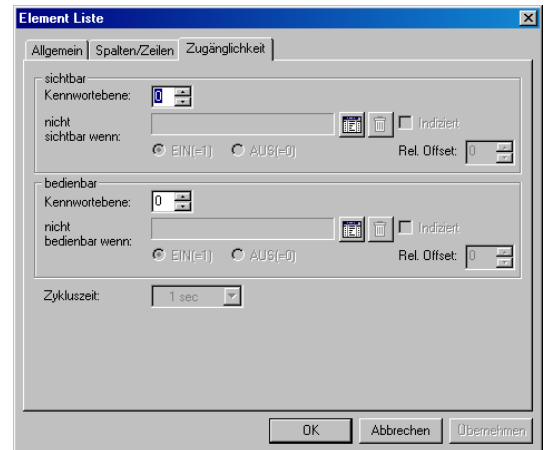 Element Liste
Allgemein Spalten/Zeilen Zugänglichkeit
sichtbar
Kennwortebene: 0
nicht
sichtbar wenn:
Indiziert
EIN(=1) AUS(=0) Rel. Offset: 0
bedienbar
Kennwortebene: 0
nicht
bedienbar wenn:
Indiziert
EIN(=1) AUS(=0) Rel. Offset: 0
Zykluszeit: 1 sec
OK Abbrechen Übernehmen